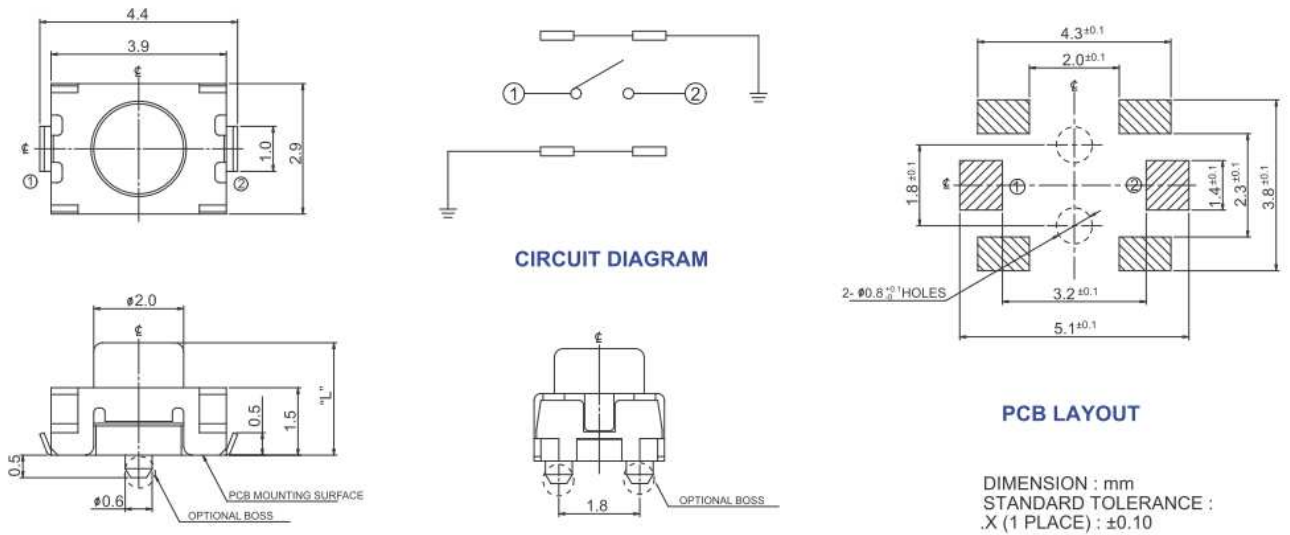 4.4
3.9
℄
℄
1.0
2.9
①
②
①
②
CIRCUIT DIAGRAM
4.3±0.1
2.0±0.1
℄
℄
①
②
1.8±0.1
1.4±0.1
2.3±0.1
3.8±0.1
2- ø0.8 +0.1 -0 HOLES
3.2±0.1
5.1±0.1
PCB LAYOUT
ø2.0
℄
"L"
0.5
1.5
0.5
ø0.6
PCB MOUNTING SURFACE
OPTIONAL BOSS
℄
1.8
OPTIONAL BOSS
DIMENSION : mm
STANDARD TOLERANCE :
.X (1 PLACE) : ±0.10